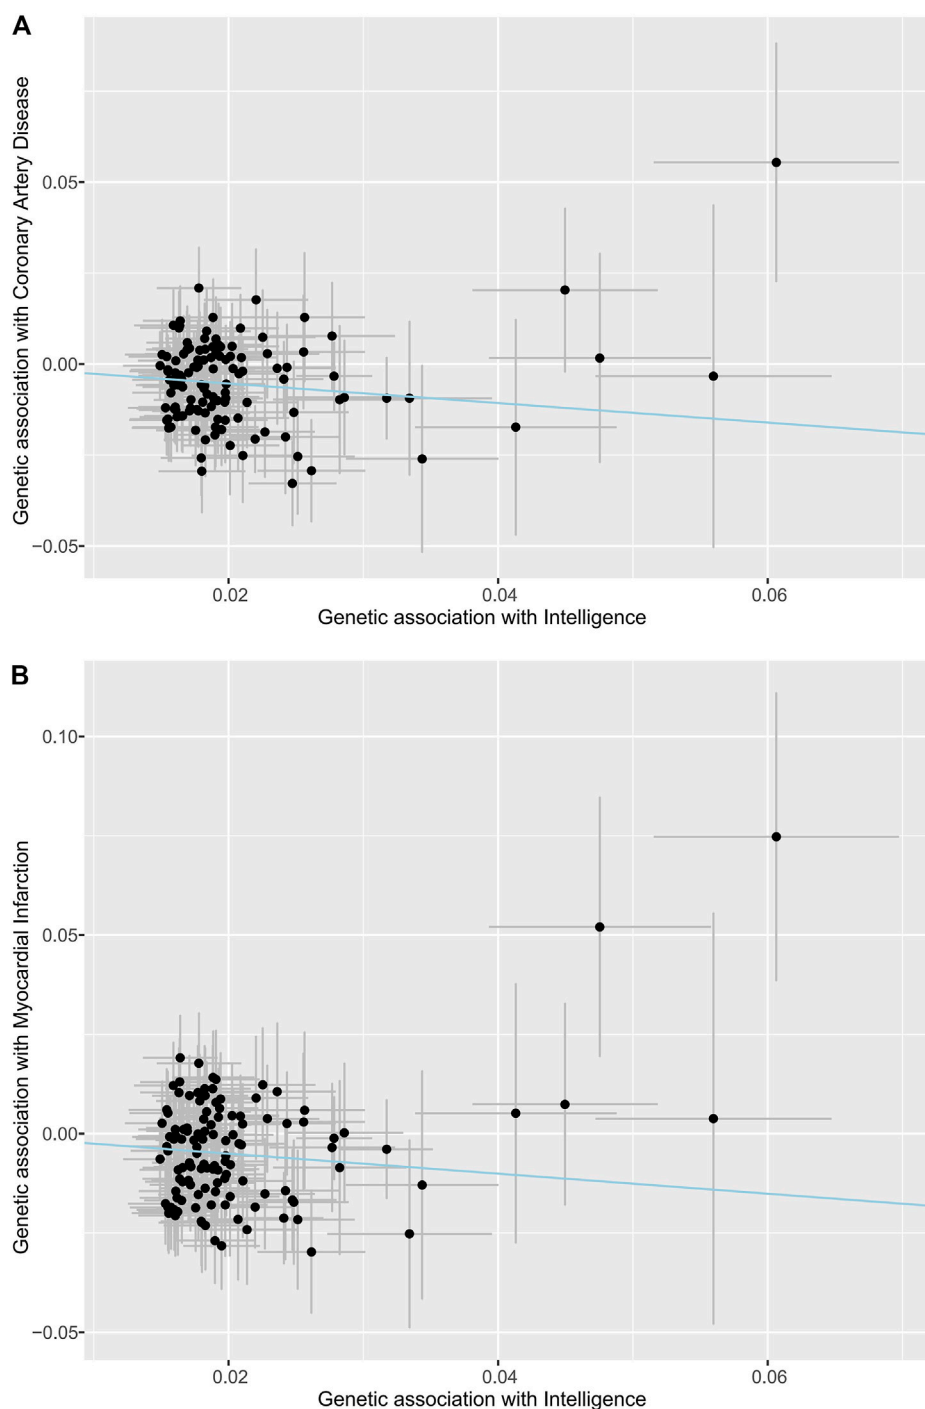 A
Genetic association with Coronary Artery Disease
0.05
0.00
−0.05
0.02
0.04
0.06
Genetic association with Intelligence
B
Genetic association with Myocardial Infarction
0.10
0.05
0.00
−0.05
0.02
0.04
0.06
Genetic association with Intelligence